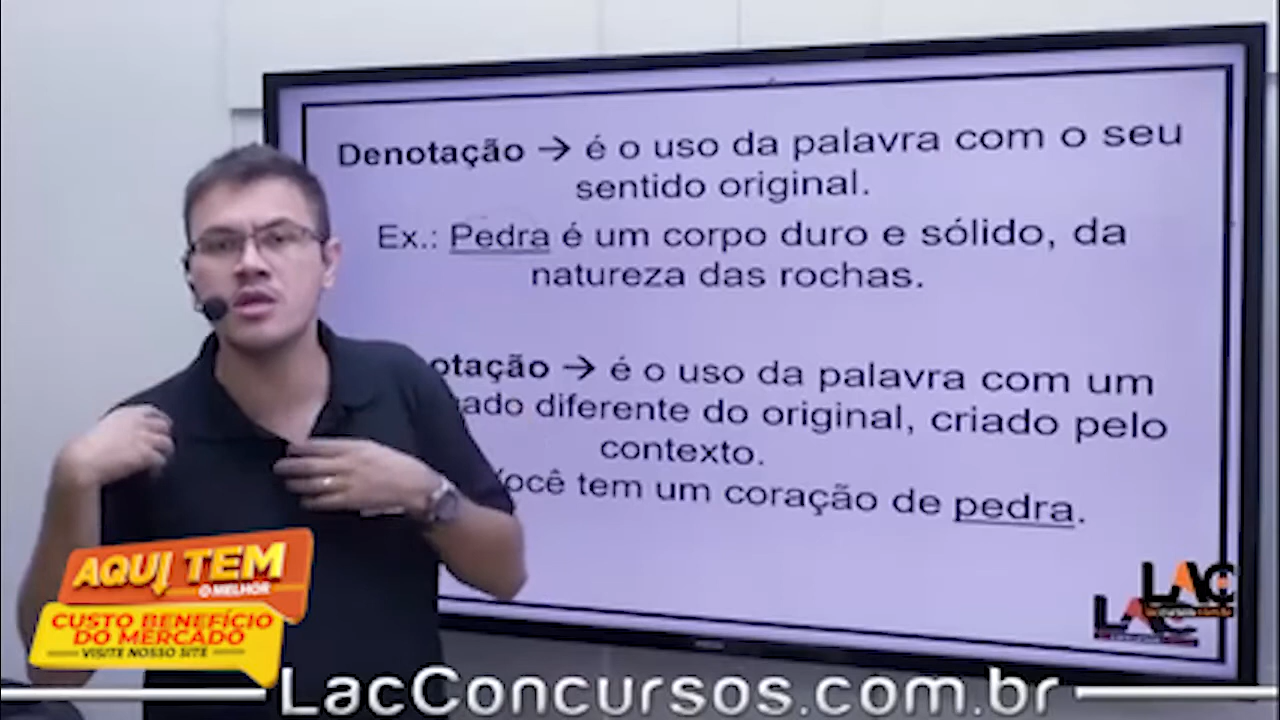 Denotação → é o uso da palavra com o seu
sentido original.
Ex.: Pedra é um corpo duro e sólido, da
natureza das rochas.
otação → é o uso da palavra com um
ado diferente do original, criado pelo
contexto.
ocê tem um coração de pedra.
LAC
LAC
AQUI TEM
O MELHOR
CUSTO BENEFÍCIO
DO MERCADO
VISITE NOSSO SITE
LacConcursos.com.br